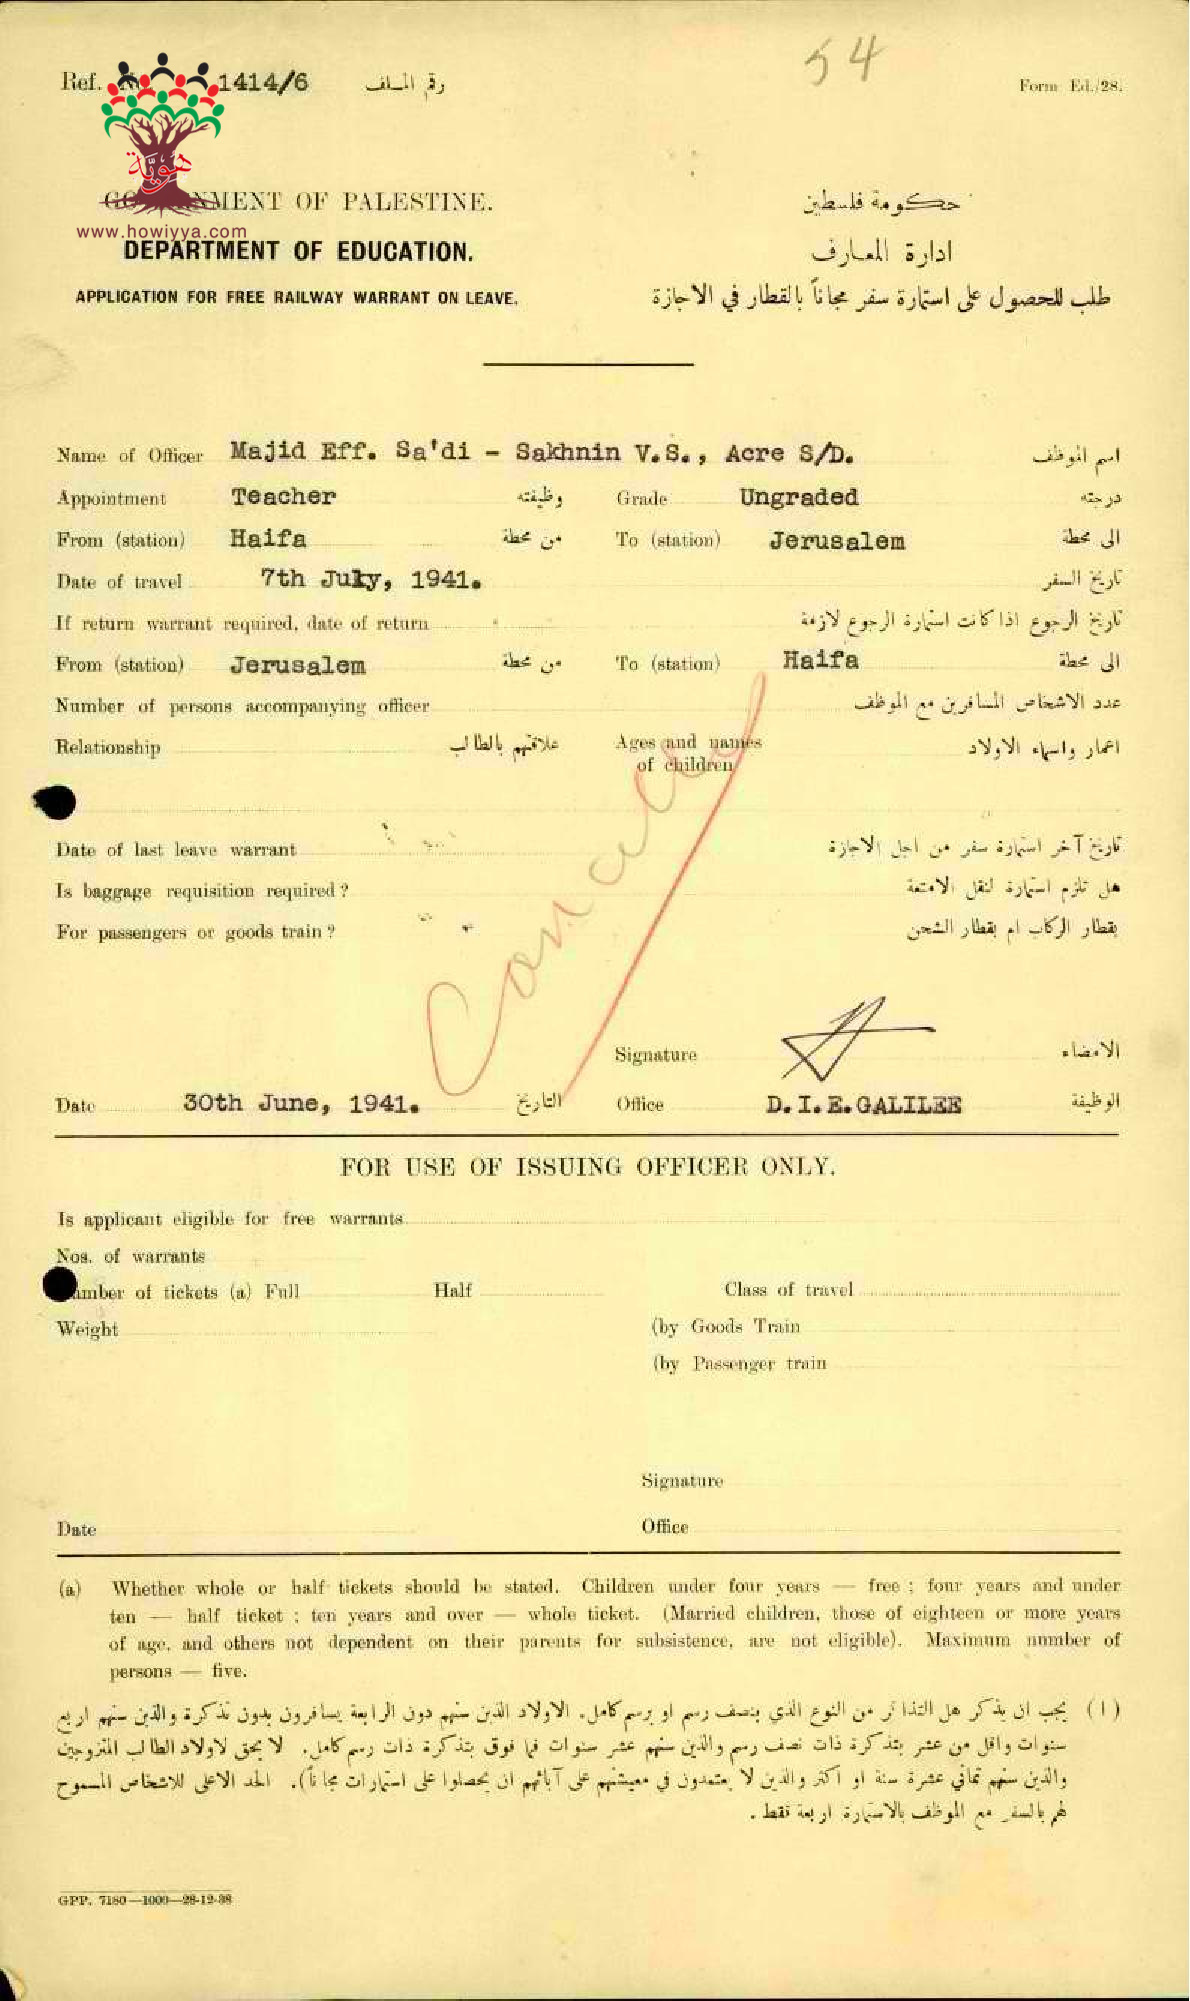 54
Ref. No. 1414/6 رقم الملف
Form Ed./28.
هويّة
www.howiyya.com
GOVERNMENT OF PALESTINE. حكومة فلسطين
DEPARTMENT OF EDUCATION. ادارة المعارف
APPLICATION FOR FREE RAILWAY WARRANT ON LEAVE. طلب للحصول على استمارة سفر مجاناً بالقطار في الاجازة
Name of Officer Majid Eff. Sa'di - Sakhnin V.S., Acre S/D. اسم الموظف
Appointment Teacher وظيفته Grade Ungraded درجته
From (station) Haifa من محطة To (station) Jerusalem الى محطة
Date of travel 7th July, 1941. تاريخ السفر
If return warrant required, date of return تاريخ الرجوع اذا كانت استمارة الرجوع لازمة
From (station) Jerusalem من محطة To (station) Haifa الى محطة
Number of persons accompanying officer عدد الاشخاص المسافرين مع الموظف
Relationship علاقتهم بالطالب Ages and names of children اعمار واسماء الاولاد
Date of last leave warrant تاريخ آخر استمارة سفر من اجل الاجازة
Is baggage requisition required? هل تلزم استمارة لنقل الامتعة
For passengers or goods train? بقطار الركاب ام بقطار الشحن
Signature الامضاء
Date 30th June, 1941. التاريخ Office D.I.E.GALILEE الوظيفة
FOR USE OF ISSUING OFFICER ONLY.
Is applicant eligible for free warrants
Nos. of warrants
Number of tickets (a) Full Half Class of travel
Weight (by Goods Train
(by Passenger train
Signature
Date Office
(a) Whether whole or half tickets should be stated. Children under four years — free; four years and under
ten — half ticket; ten years and over — whole ticket. (Married children, those of eighteen or more years
of age, and others not dependent on their parents for subsistence, are not eligible). Maximum number of
persons — five.
(١) يجب ان يذكر هل التذاكر من النوع الذي بنصف رسم او برسم كامل. الاولاد الذين سنهم دون الرابعة يسافرون بدون تذكرة والذين سنهم اربع
سنوات واقل من عشر بتذكرة ذات نصف رسم والذين سنهم عشر سنوات فما فوق بتذكرة ذات رسم كامل. لا يحق لاولاد الطالب المتزوجين
والذين سنهم ثماني عشرة سنة او اكثر والذين لا يعتمدون في معيشتهم على آبائهم ان يحصلوا على استمارات مجاناً). الحد الاعلى للاشخاص المسموح
لهم بالسفر مع الموظف بالاستمارة اربعة فقط.
GPP. 7180—1000—28-12-38